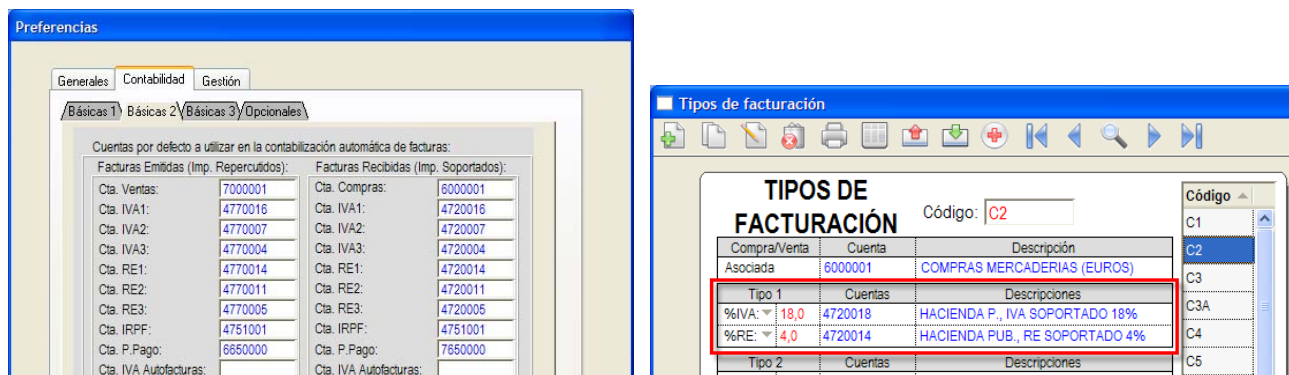 Preferencias
Generales Contabilidad Gestión
Básicas 1 Básicas 2 Básicas 3 Opcionales
Cuentas por defecto a utilizar en la contabilización automática de facturas:
Facturas Emitidas (Imp. Repercutidos): Facturas Recibidas (Imp. Soportados):
Cta. Ventas: 7000001 Cta. Compras: 6000001
Cta. IVA1: 4770016 Cta. IVA1: 4720016
Cta. IVA2: 4770007 Cta. IVA2: 4720007
Cta. IVA3: 4770004 Cta. IVA3: 4720004
Cta. RE1: 4770014 Cta. RE1: 4720014
Cta. RE2: 4770011 Cta. RE2: 4720011
Cta. RE3: 4770005 Cta. RE3: 4720005
Cta. IRPF: 4751001 Cta. IRPF: 4751001
Cta. P.Pago: 6650000 Cta. P.Pago: 7650000
Cta. IVA Autofacturas: Cta. IVA Autofacturas:
Tipos de facturación
TIPOS DE
FACTURACIÓN
Código: C2
Compra/Venta Cuenta Descripción
Asociada 6000001 COMPRAS MERCADERIAS (EUROS)
Tipo 1 Cuentas Descripciones
%IVA: 18,0 4720018 HACIENDA P., IVA SOPORTADO 18%
%RE: 4,0 4720014 HACIENDA PUB., RE SOPORTADO 4%
Tipo 2 Cuentas Descripciones
Código
C1
C2
C3
C3A
C4
C5